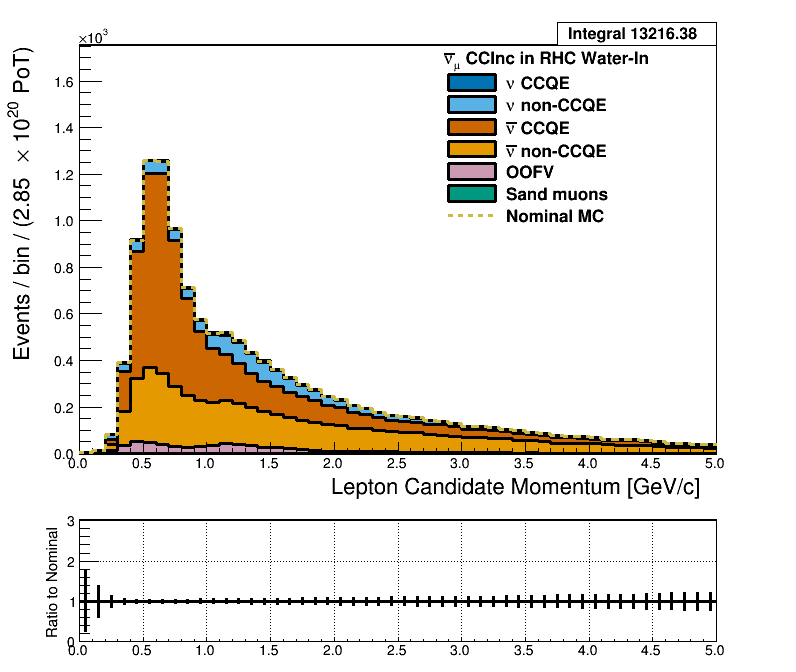 Integral 13216.38
×10³
ν̅μ CCInc in RHC Water-In
ν CCQE
ν non-CCQE
ν̅ CCQE
ν̅ non-CCQE
OOFV
Sand muons
Nominal MC
Events / bin / (2.85 × 10²⁰ PoT)
1.6
1.4
1.2
1.0
0.8
0.6
0.4
0.2
0.0
0.0 0.5 1.0 1.5 2.0 2.5 3.0 3.5 4.0 4.5 5.0
Lepton Candidate Momentum [GeV/c]
Ratio to Nominal
3
2
1
0
0.0 0.5 1.0 1.5 2.0 2.5 3.0 3.5 4.0 4.5 5.0